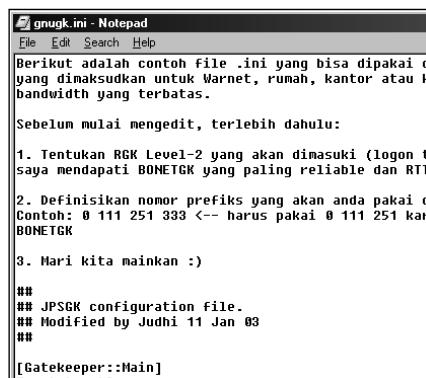 gnugk.ini - Notepad
File Edit Search Help
Berikut adalah contoh file .ini yang bisa dipakai
yang dimaksudkan untuk Warnet, rumah, kantor atau
bandwidth yang terbatas.
Sebelum mulai mengedit, terlebih dahulu:
1. Tentukan RGK Level-2 yang akan dimasuki (logon
saya mendapati BONETGK yang paling reliable dan RTT
2. Definisikan nomor prefiks yang akan anda pakai
Contoh: 0 111 251 333 <-- harus pakai 0 111 251
BONETGK
3. Mari kita mainkan :)
##
## JPSGK configuration file.
## Modified by Judhi 11 Jan 03
##
[Gatekeeper::Main]